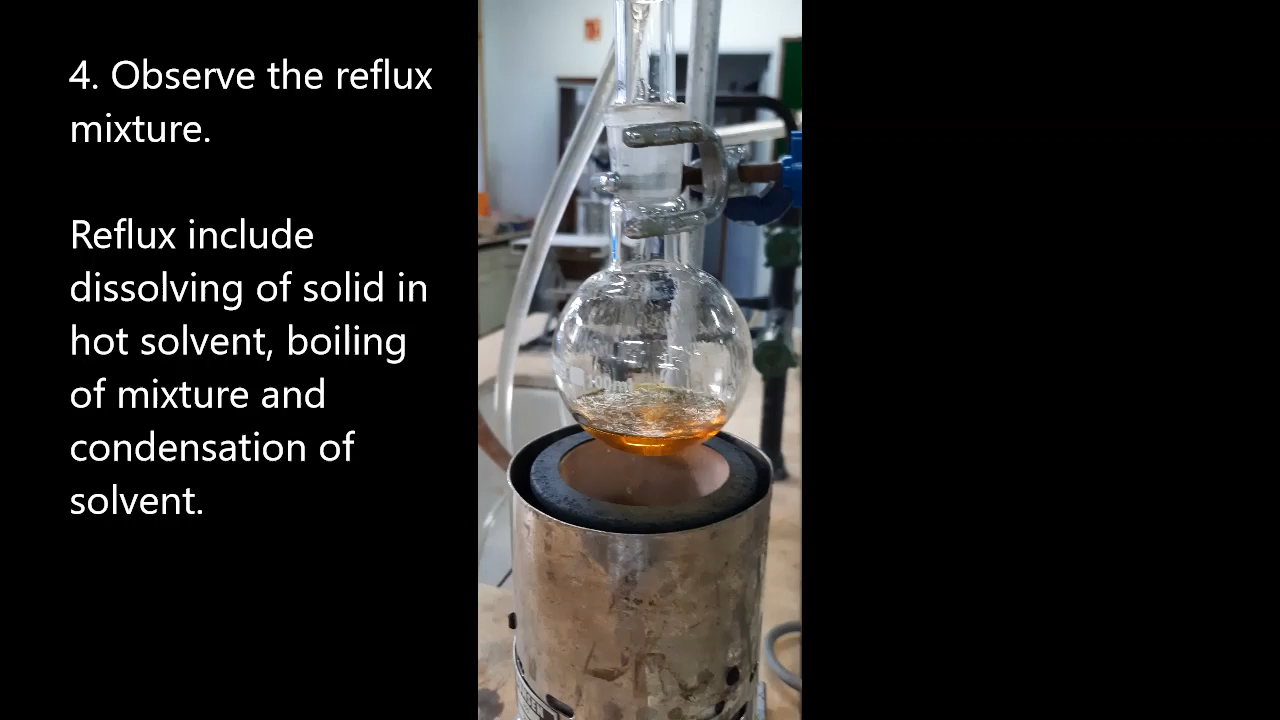 4. Observe the reflux
mixture.
Reflux include
dissolving of solid in
hot solvent, boiling
of mixture and
condensation of
solvent.